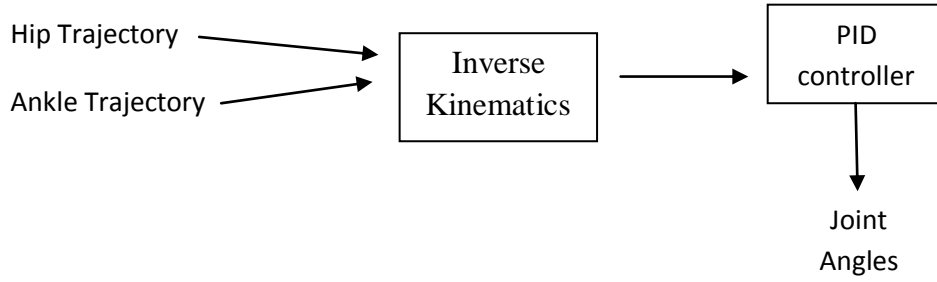 Hip Trajectory
Ankle Trajectory
Inverse
Kinematics
PID
controller
Joint
Angles